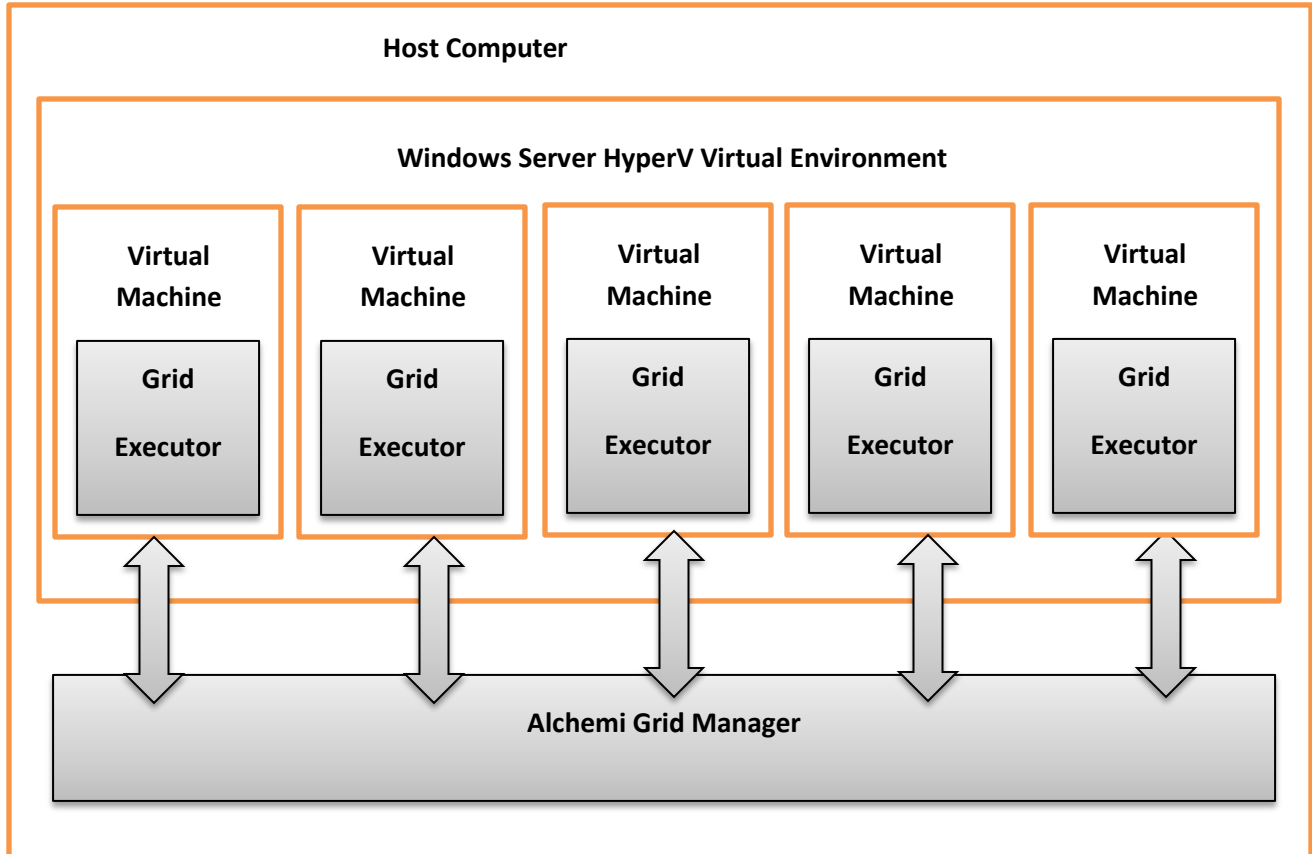 Host Computer
Windows Server HyperV Virtual Environment
Virtual
Machine
Grid
Executor
Virtual
Machine
Grid
Executor
Virtual
Machine
Grid
Executor
Virtual
Machine
Grid
Executor
Virtual
Machine
Grid
Executor
Alchemi Grid Manager